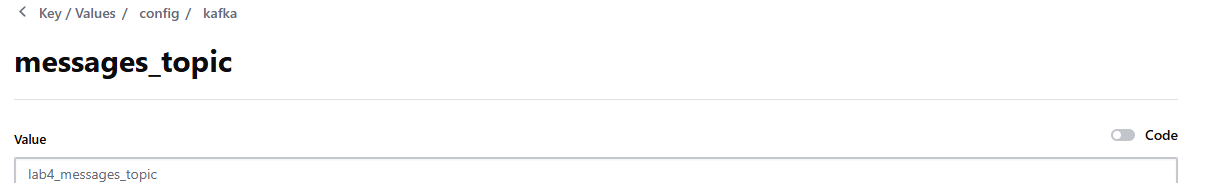 Key / Values / config / kafka
messages_topic
Value
Code
lab4_messages_topic